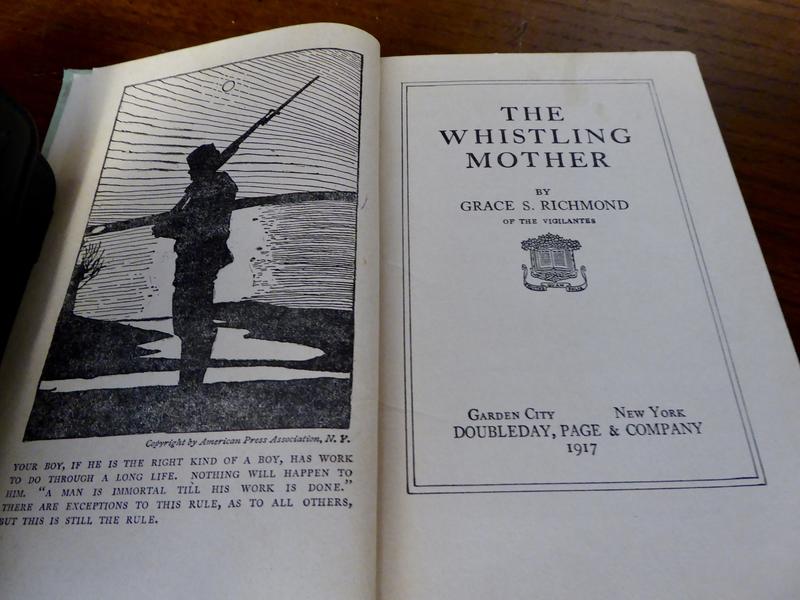 Copyright by American Press Association, N. Y.
YOUR BOY, IF HE IS THE RIGHT KIND OF A BOY, HAS WORK
TO DO THROUGH A LONG LIFE. NOTHING WILL HAPPEN TO
HIM. "A MAN IS IMMORTAL TILL HIS WORK IS DONE."
THERE ARE EXCEPTIONS TO THIS RULE, AS TO ALL OTHERS,
BUT THIS IS STILL THE RULE.
THE
WHISTLING
MOTHER
BY
GRACE S. RICHMOND
OF THE VIGILANTES
GARDEN CITY NEW YORK
DOUBLEDAY, PAGE & COMPANY
1917